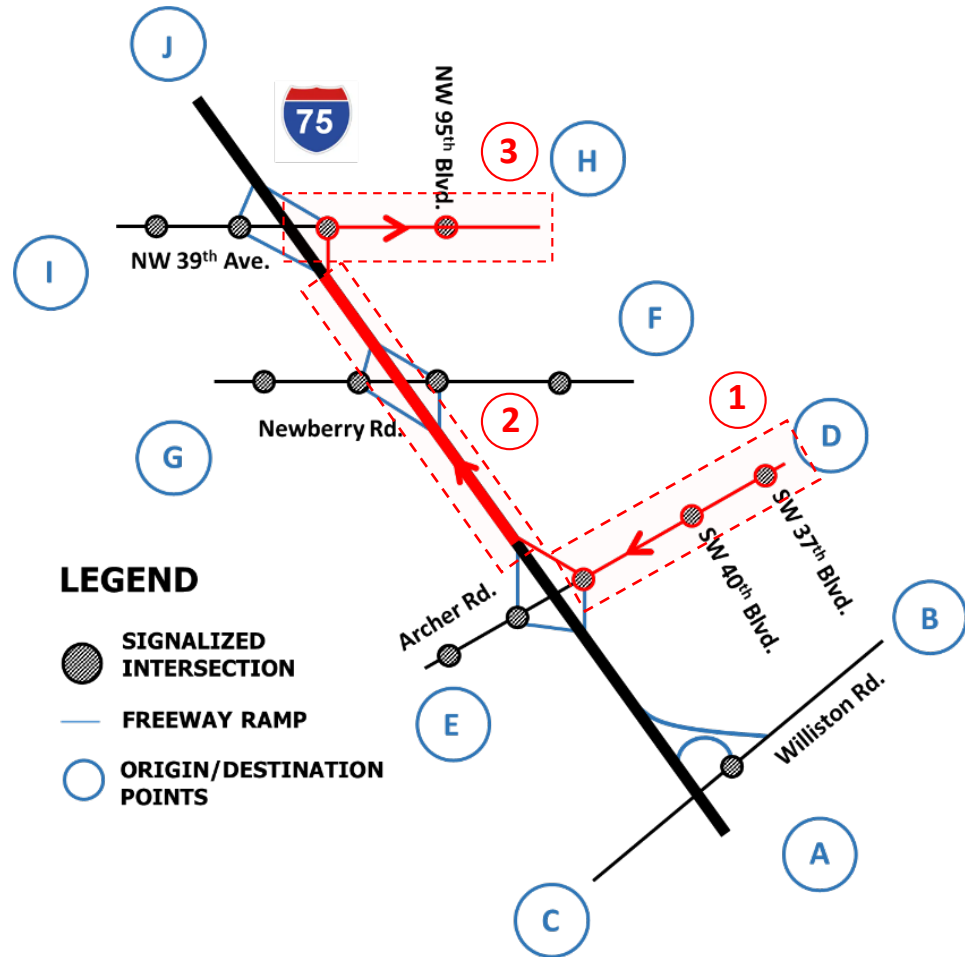 J
75
NW 95th Blvd.
3
H
NW 39th Ave.
I
F
Newberry Rd.
2
1
G
D
SW 37th Blvd.
SW 40th Blvd.
LEGEND
Archer Rd.
SIGNALIZED
INTERSECTION
B
Williston Rd.
E
FREEWAY RAMP
ORIGIN/DESTINATION
POINTS
A
C